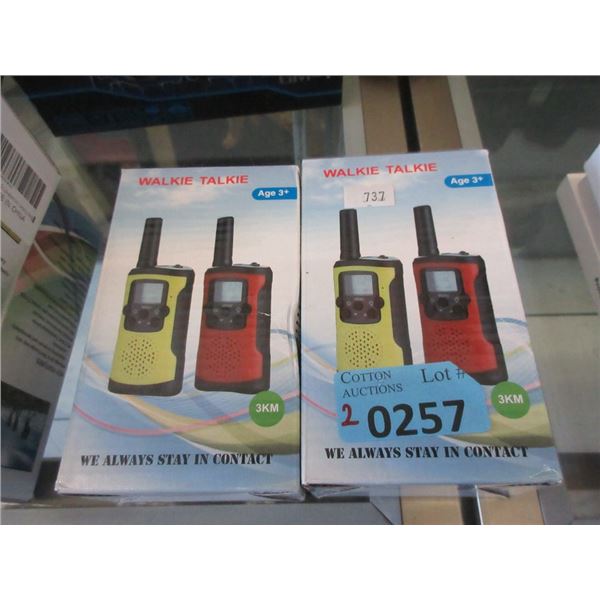 WALKIE TALKIE
Age 3+
3KM
WE ALWAYS STAY IN CONTACT
WALKIE TALKIE
737
Age 3+
COTTON AUCTIONS Lot #
2 0257
3KM
WE ALWAYS STAY IN CONTACT